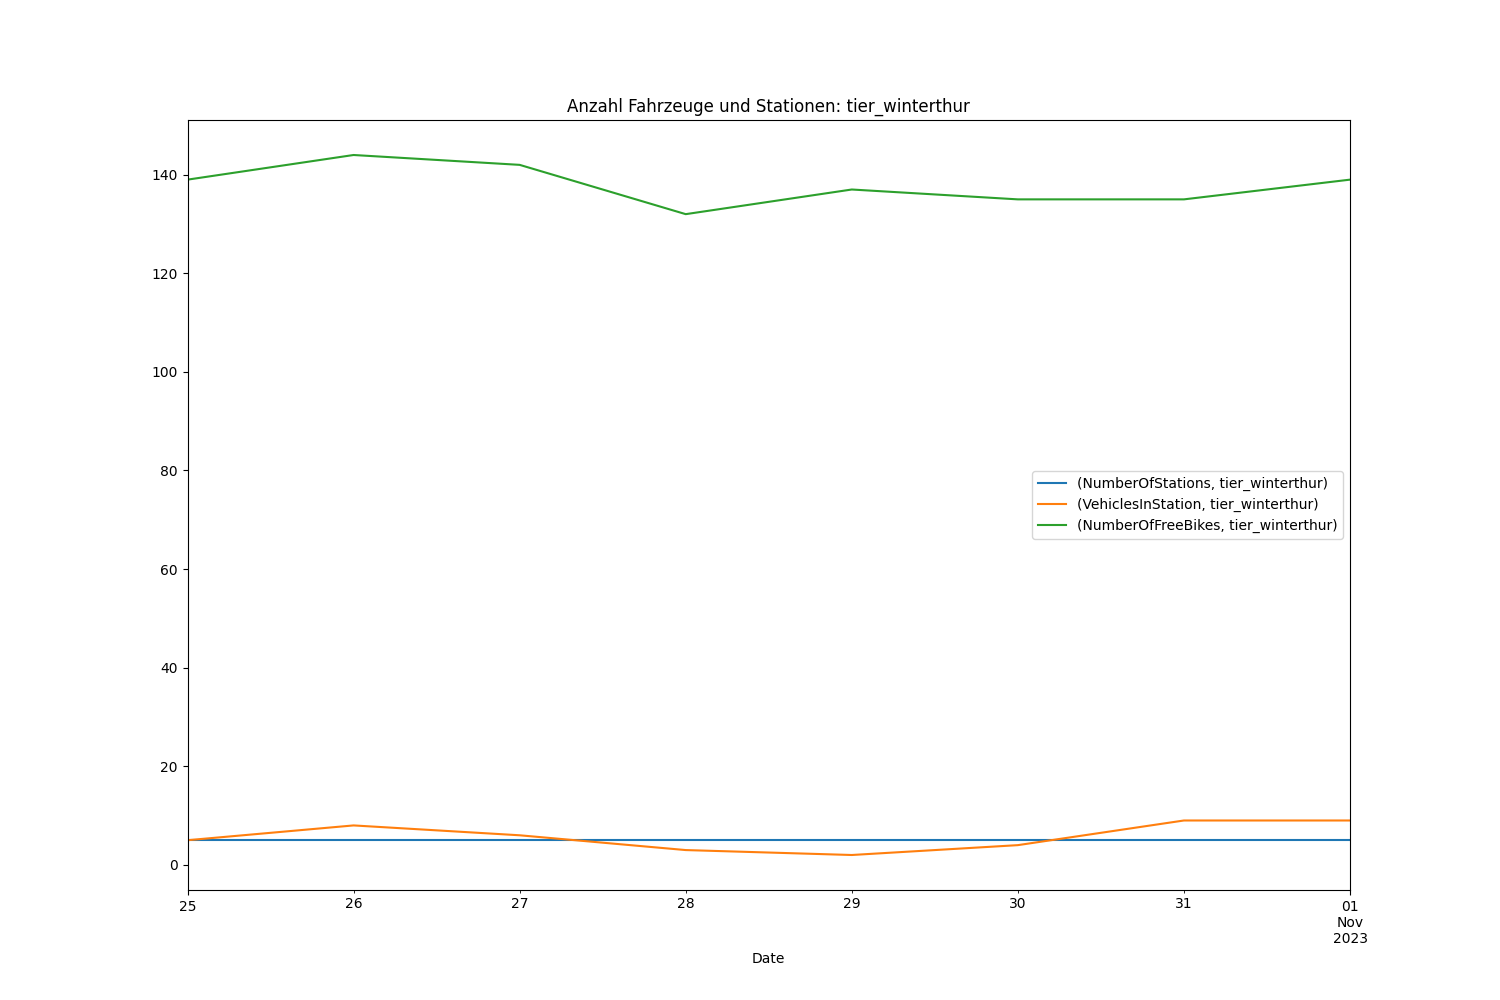 Anzahl Fahrzeuge und Stationen: tier_winterthur
140
120
100
80
60
40
20
0
(NumberOfStations, tier_winterthur)
(VehiclesInStation, tier_winterthur)
(NumberOfFreeBikes, tier_winterthur)
25 26 27 28 29 30 31 01
Nov
2023
Date